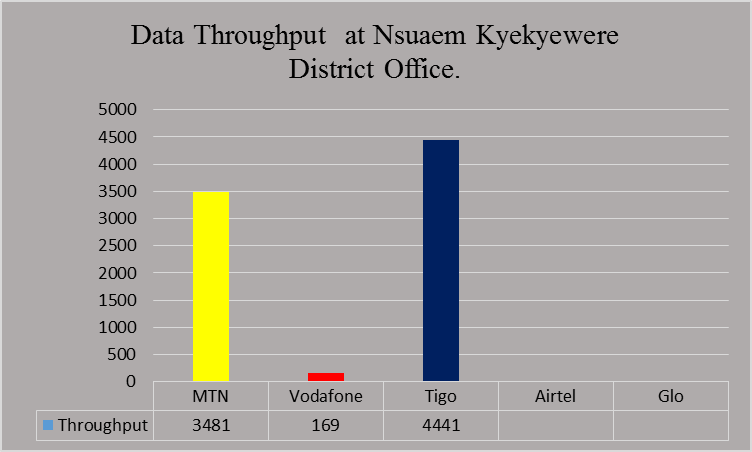 Data Throughput at Nsuaem Kyekyewere
District Office.
5000
4500
4000
3500
3000
2500
2000
1500
1000
500
0
MTN Vodafone Tigo Airtel Glo
Throughput 3481 169 4441